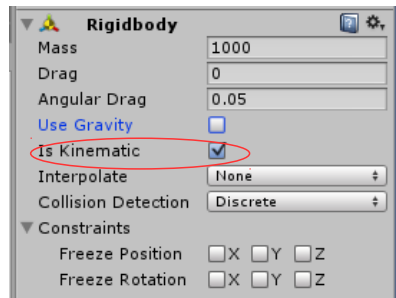 Rigidbody
Mass 1000
Drag 0
Angular Drag 0.05
Use Gravity
Is Kinematic
Interpolate None
Collision Detection Discrete
Constraints
Freeze Position X Y Z
Freeze Rotation X Y Z